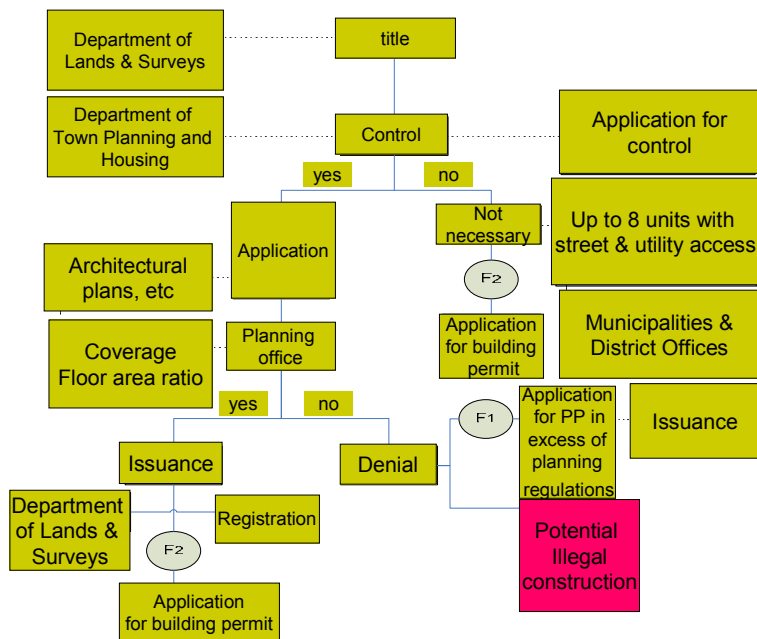 Department of
Lands & Surveys
title
Department of
Town Planning and
Housing
Control
Application for
control
yes
no
Application
Not
necessary
Up to 8 units with
street & utility access
Architectural
plans, etc
F2
Planning
office
Application
for building
permit
Municipalities &
District Offices
Coverage
Floor area ratio
yes
no
Issuance
Denial
F1
Application
for PP in
excess of
planning
regulations
Issuance
Department
of Lands &
Surveys
Registration
F2
Potential
Illegal
construction
Application
for building permit